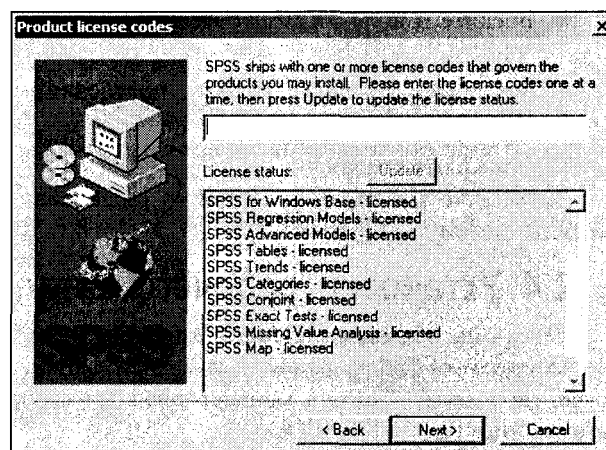 Product license codes
SPSS ships with one or more license codes that govern the
products you may install. Please enter the license codes one at a
time, then press Update to update the license status.
License status:
Update
SPSS for Windows Base - licensed
SPSS Regression Models - licensed
SPSS Advanced Models - licensed
SPSS Tables - licensed
SPSS Trends - licensed
SPSS Categories - licensed
SPSS Conjoint - licensed
SPSS Exact Tests - licensed
SPSS Missing Value Analysis - licensed
SPSS Map - licensed
< Back
Next >
Cancel